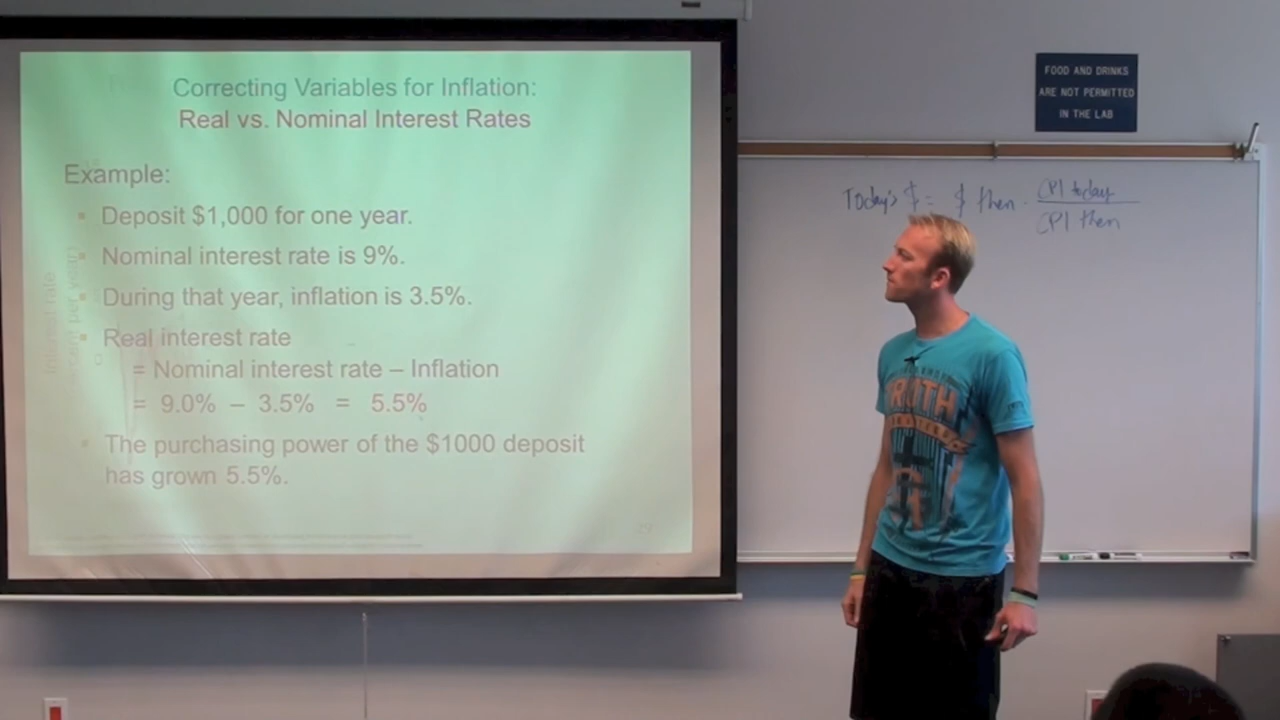 Correcting Variables for Inflation:
Real vs. Nominal Interest Rates
Example:
▪ Deposit $1,000 for one year.
▪ Nominal interest rate is 9%.
▪ During that year, inflation is 3.5%.
▪ Real interest rate
= Nominal interest rate – Inflation
= 9.0% – 3.5% = 5.5%
▪ The purchasing power of the $1000 deposit
has grown 5.5%.
Interest rate
FOOD AND DRINKS
ARE NOT PERMITTED
IN THE LAB
Today's $ = $ then · CPI today
CPI then